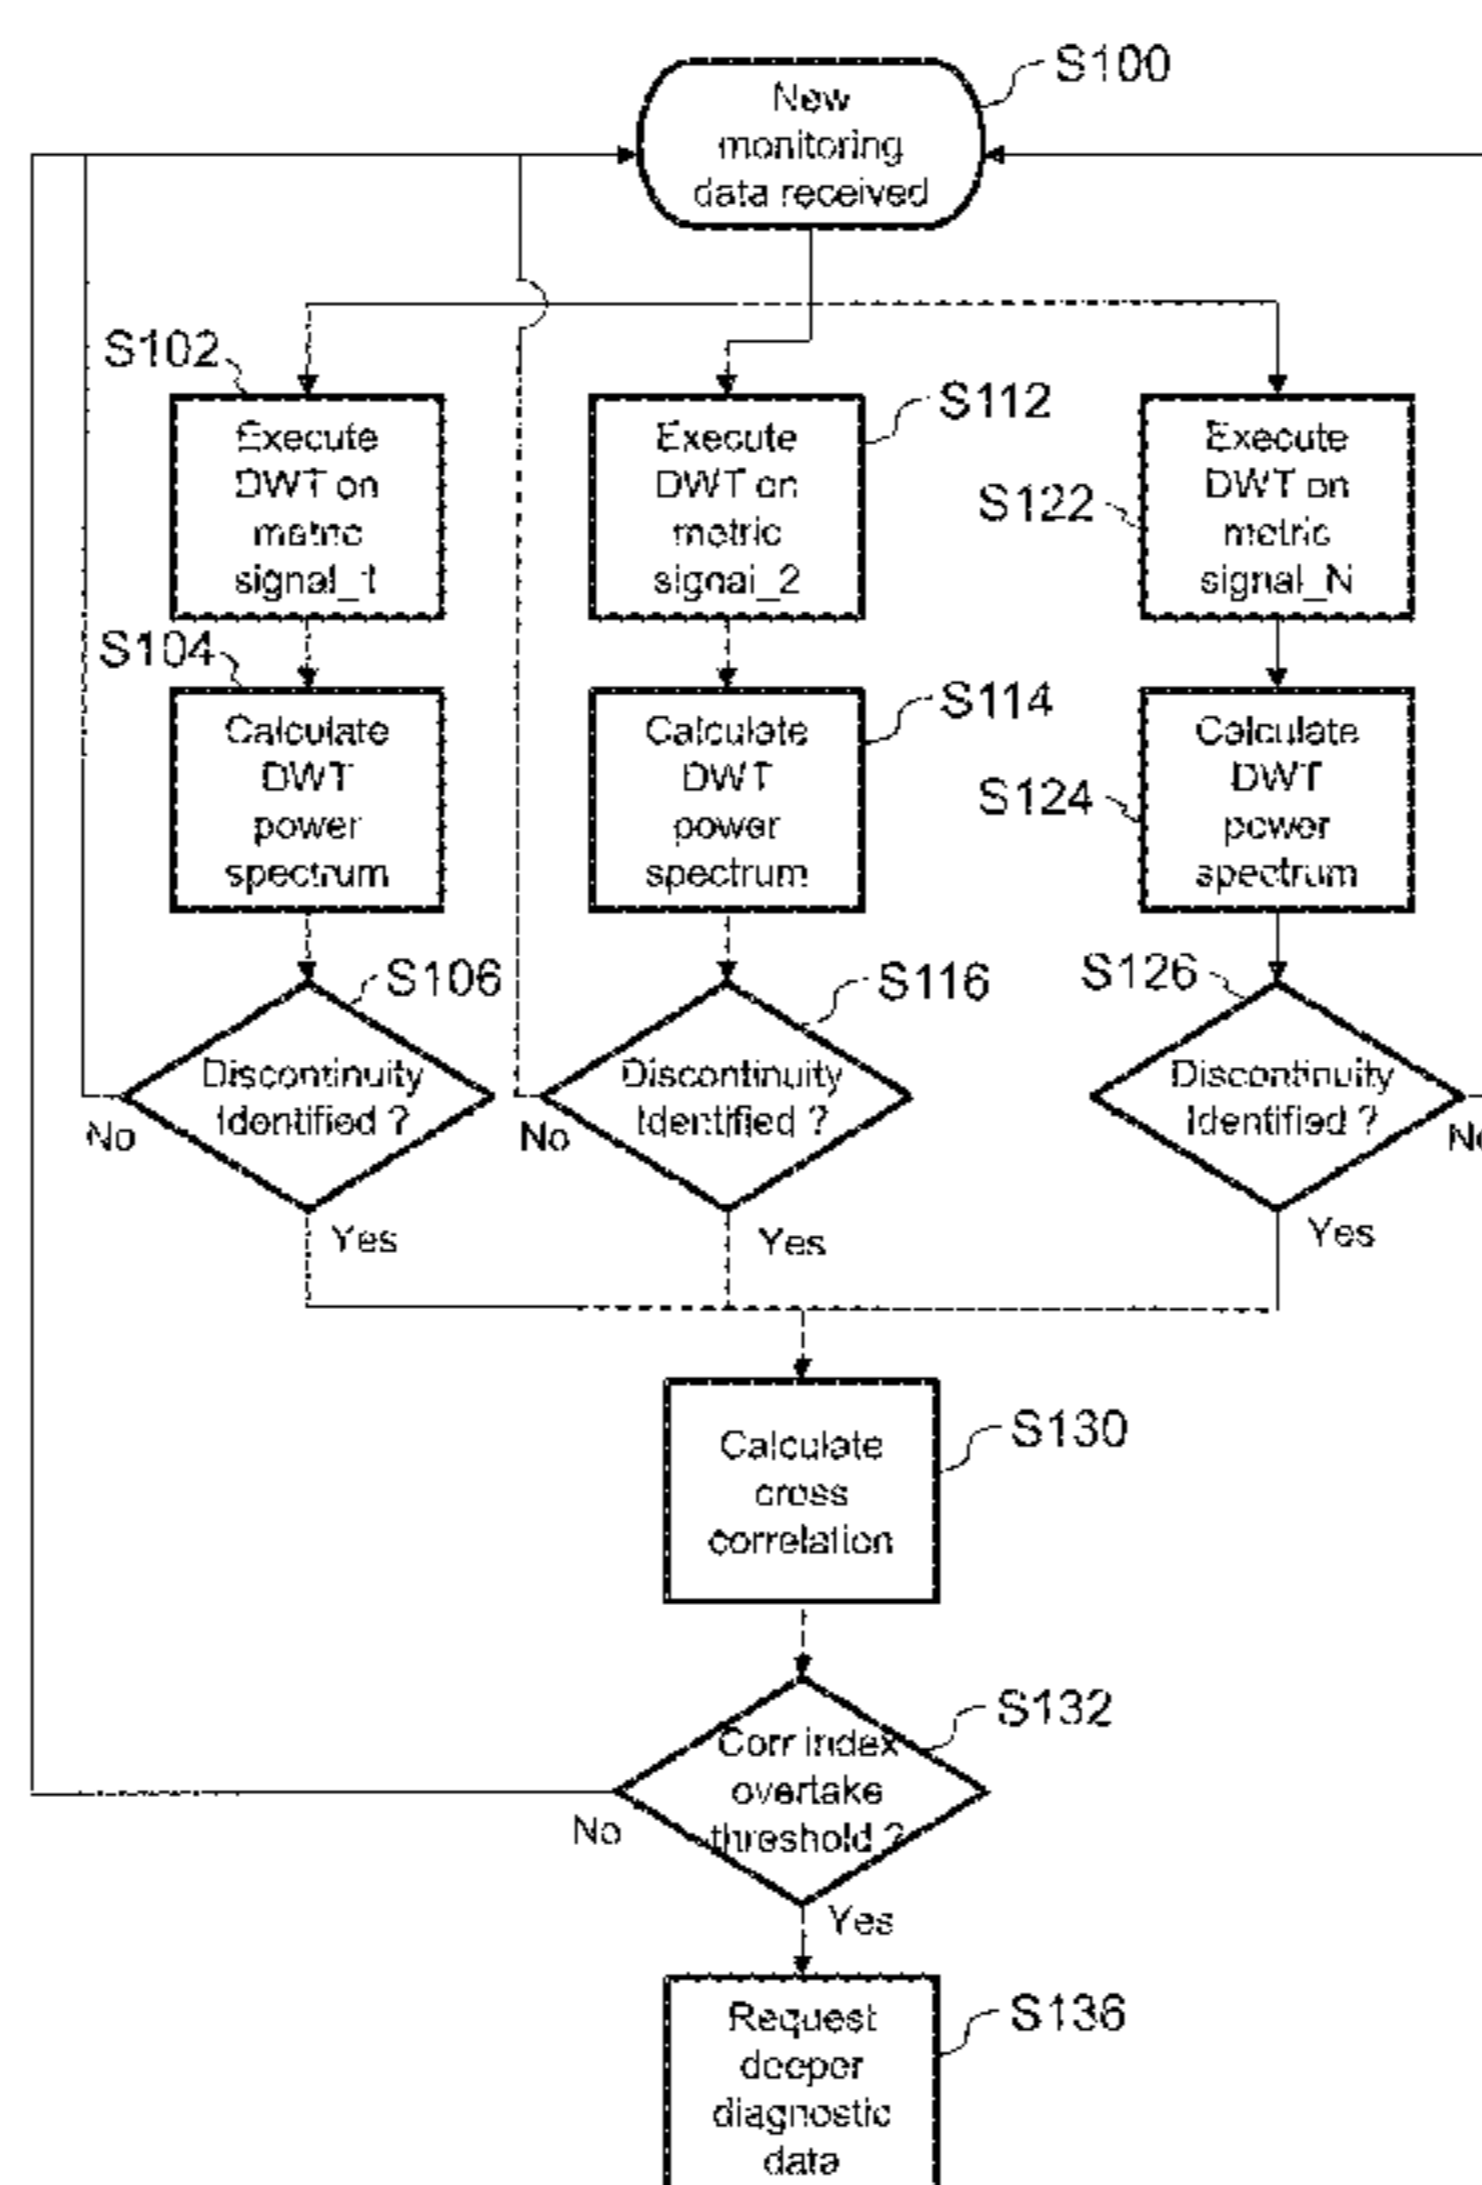 S100
New
monitoring
data received
S102
Execute
DWT on
metric
signal_1
S112
Execute
DWT on
metric
signal_2
S122
Execute
DWT on
metric
signal_N
S104
Calculate
DWT
power
spectrum
S114
Calculate
DWT
power
spectrum
S124
Calculate
DWT
power
spectrum
S106
Discontinuity
Identified ?
No
Yes
S116
Discontinuity
Identified ?
No
Yes
S126
Discontinuity
Identified ?
Yes
S130
Calculate
cross
correlation
S132
Corr index
overtake
threshold ?
No
Yes
S136
Request
deeper
diagnostic
data